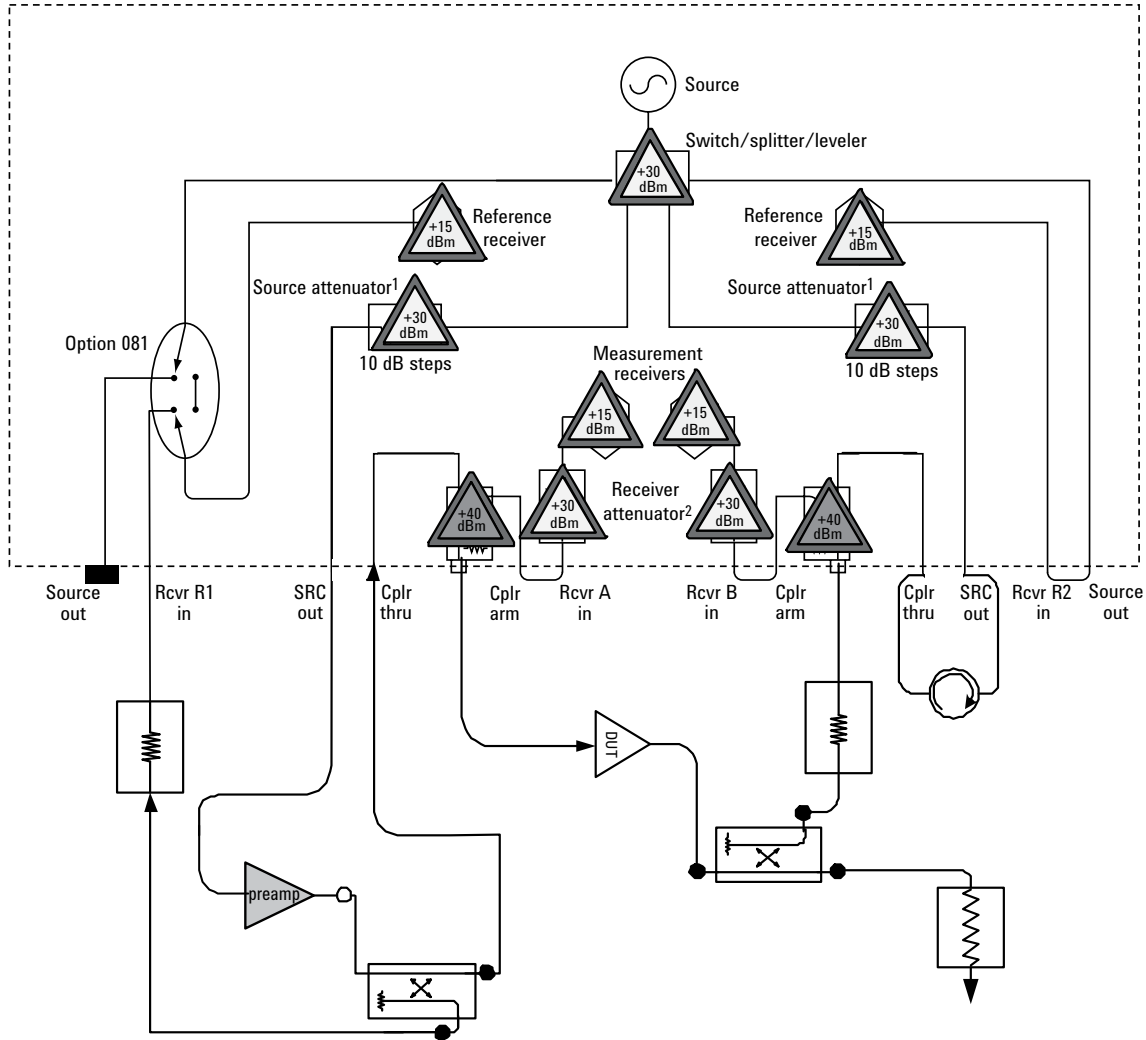 Source
Switch/splitter/leveler
+30
dBm
+15
dBm
Reference
receiver
Reference
receiver
+15
dBm
Source attenuator1
+30
dBm
10 dB steps
Source attenuator1
+30
dBm
10 dB steps
Option 081
Measurement
receivers
+15
dBm
+15
dBm
+40
dBm
+30
dBm
Receiver
attenuator2
+30
dBm
+40
dBm
Source
out
Rcvr R1
in
SRC
out
Cplr
thru
Cplr
arm
Rcvr A
in
Rcvr B
in
Cplr
arm
Cplr
thru
SRC
out
Rcvr R2
in
Source
out
DUT
preamp